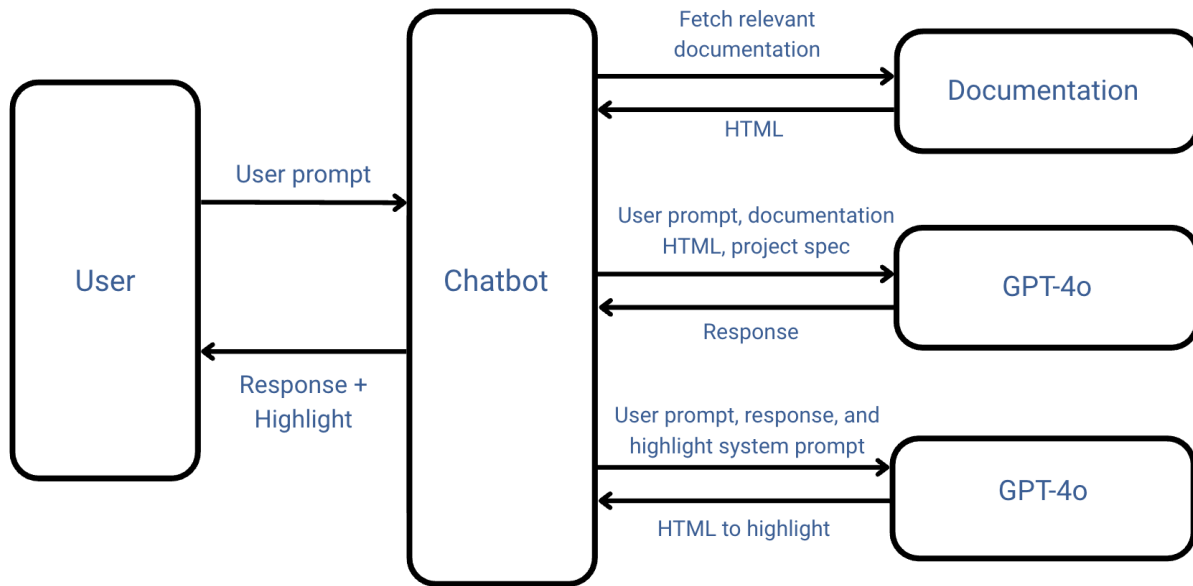 User
User prompt
Response +
Highlight
Chatbot
Fetch relevant
documentation
HTML
Documentation
User prompt, documentation
HTML, project spec
Response
GPT-4o
User prompt, response, and
highlight system prompt
HTML to highlight
GPT-4o